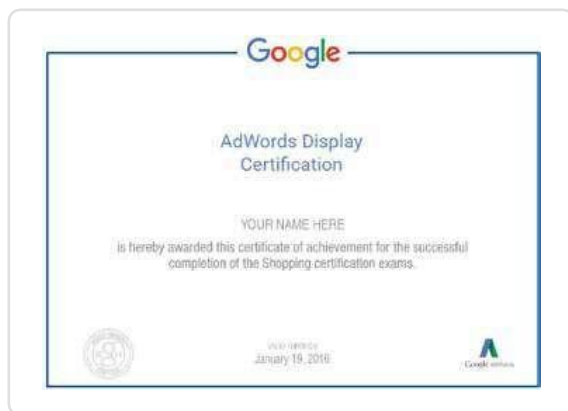 Google
AdWords Display
Certification
YOUR NAME HERE
is hereby awarded this certificate of achievement for the successful
completion of the Shopping certification exams.
January 19, 2016
Google